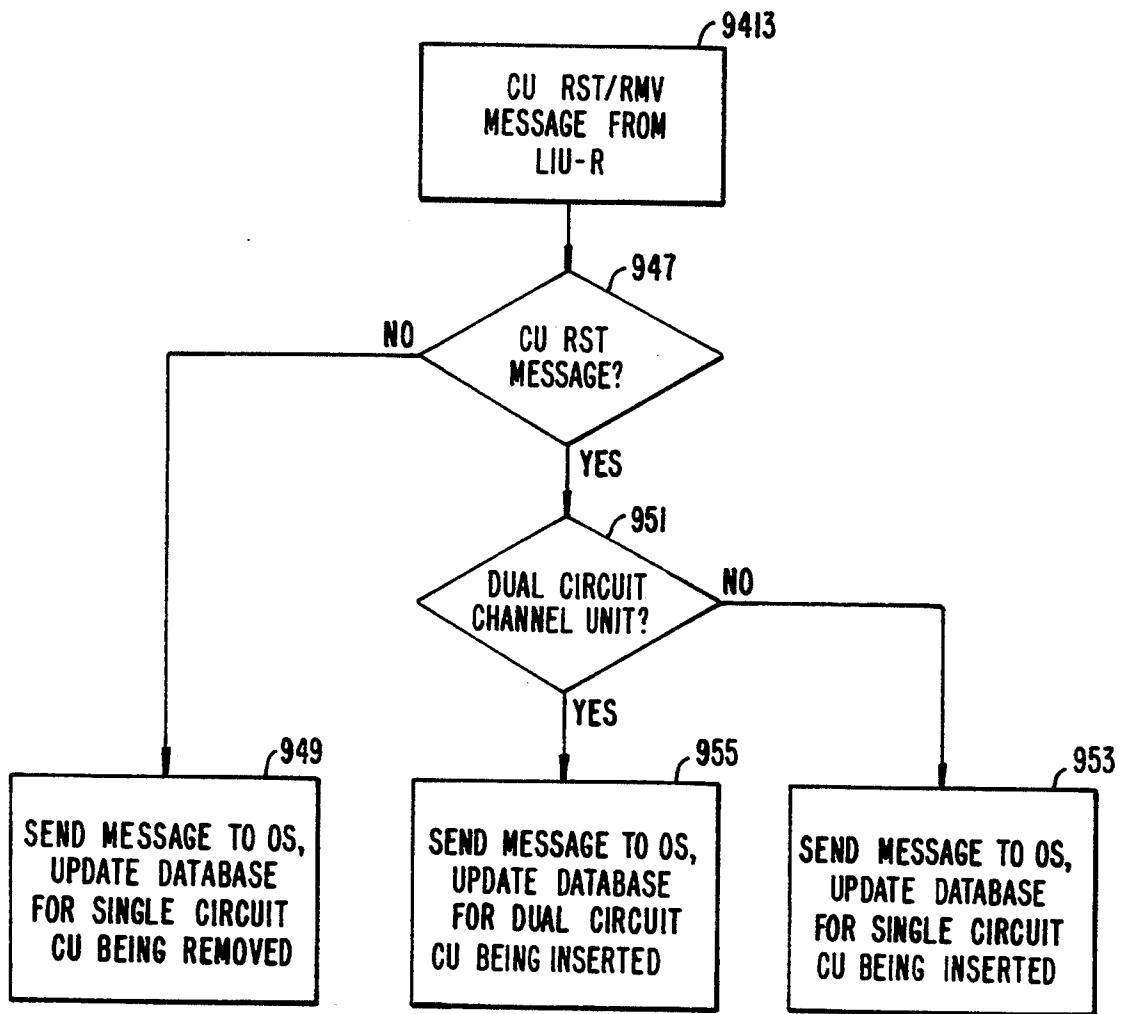 9413
CU RST/RMV
MESSAGE FROM
LIU-R
947
NO
CU RST
MESSAGE?
YES
951
DUAL CIRCUIT
CHANNEL UNIT?
NO
YES
949
SEND MESSAGE TO OS,
UPDATE DATABASE
FOR SINGLE CIRCUIT
CU BEING REMOVED
955
SEND MESSAGE TO OS,
UPDATE DATABASE
FOR DUAL CIRCUIT
CU BEING INSERTED
953
SEND MESSAGE TO OS,
UPDATE DATABASE
FOR SINGLE CIRCUIT
CU BEING INSERTED